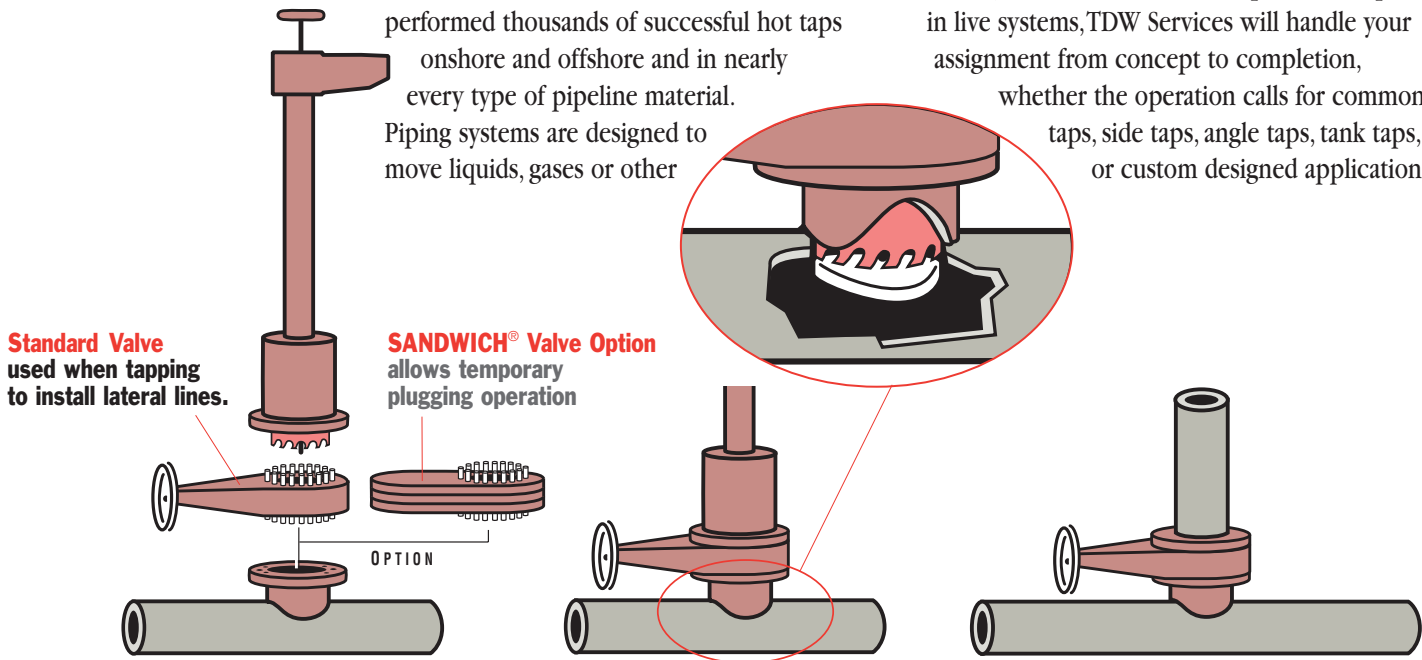 performed thousands of successful hot taps
onshore and offshore and in nearly
every type of pipeline material.
Piping systems are designed to
move liquids, gases or other
in live systems, TDW Services will handle your
assignment from concept to completion,
whether the operation calls for common
taps, side taps, angle taps, tank taps,
or custom designed application
Standard Valve
used when tapping
to install lateral lines.
SANDWICH® Valve Option
allows temporary
plugging operation
OPTION